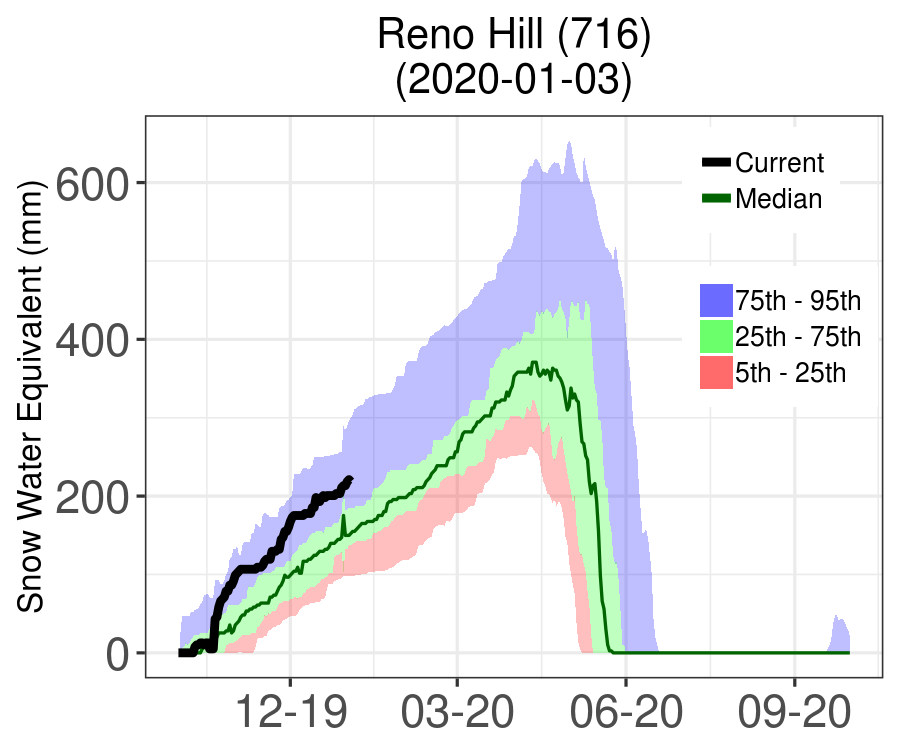 Reno Hill (716)
(2020-01-03)
Snow Water Equivalent (mm)
600
400
200
0
12-19
03-20
06-20
09-20
Current
Median
75th - 95th
25th - 75th
5th - 25th